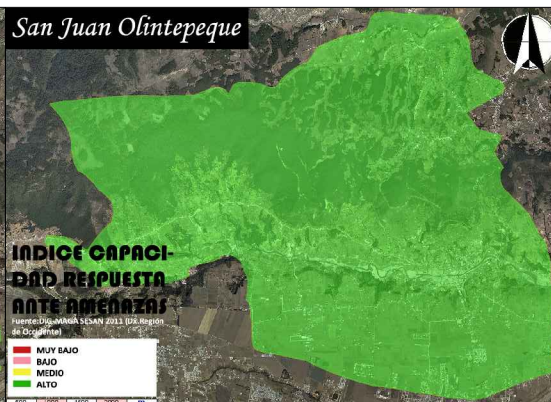 San Juan Olintepeque
INDICE CAPACI-
DAD RESPUESTA
ANTE AMENAZAS
Fuente:DIG-MAGA SESAN 2011 (Dx.Región
de Occidente)
MUY BAJO
BAJO
MEDIO
ALTO